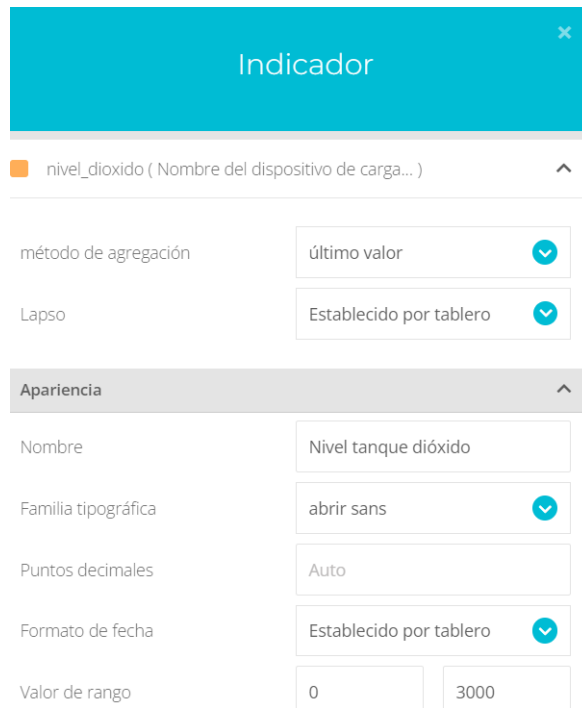 Indicador
nivel_dioxido ( Nombre del dispositivo de carga... )
método de agregación último valor
Lapso Establecido por tablero
Apariencia
Nombre Nivel tanque dióxido
Familia tipográfica abrir sans
Puntos decimales Auto
Formato de fecha Establecido por tablero
Valor de rango 0 3000